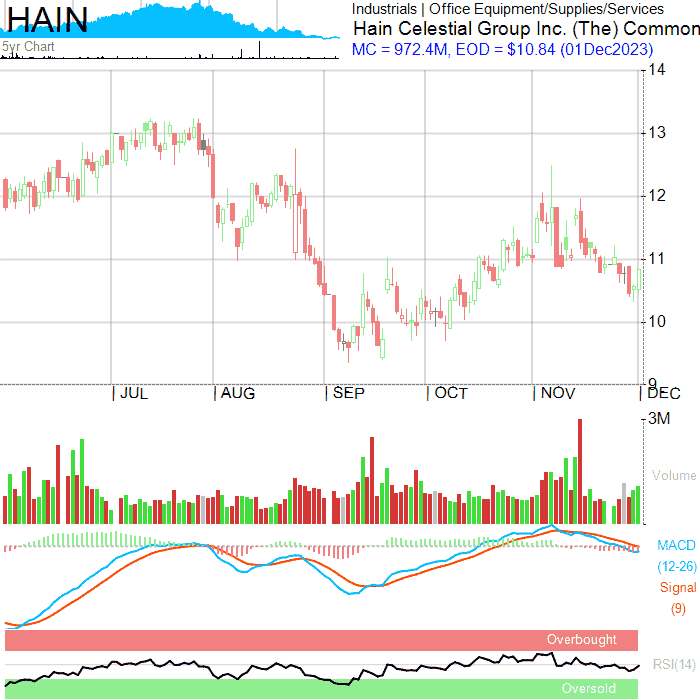 HAIN
5yr Chart
Industrials | Office Equipment/Supplies/Services
Hain Celestial Group Inc. (The) Common
MC = 972.4M, EOD = $10.84 (01Dec2023)
14
13
12
11
10
9
JUL AUG SEP OCT NOV DEC
3M
Volume
MACD
(12-26)
Signal
(9)
Overbought
RSI(14)
Oversold